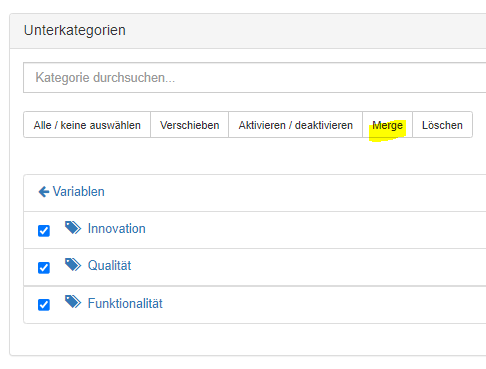 Unterkategorien
Kategorie durchsuchen...
Alle / keine auswählen Verschieben Aktivieren / deaktivieren Merge Löschen
Variablen
Innovation
Qualität
Funktionalität